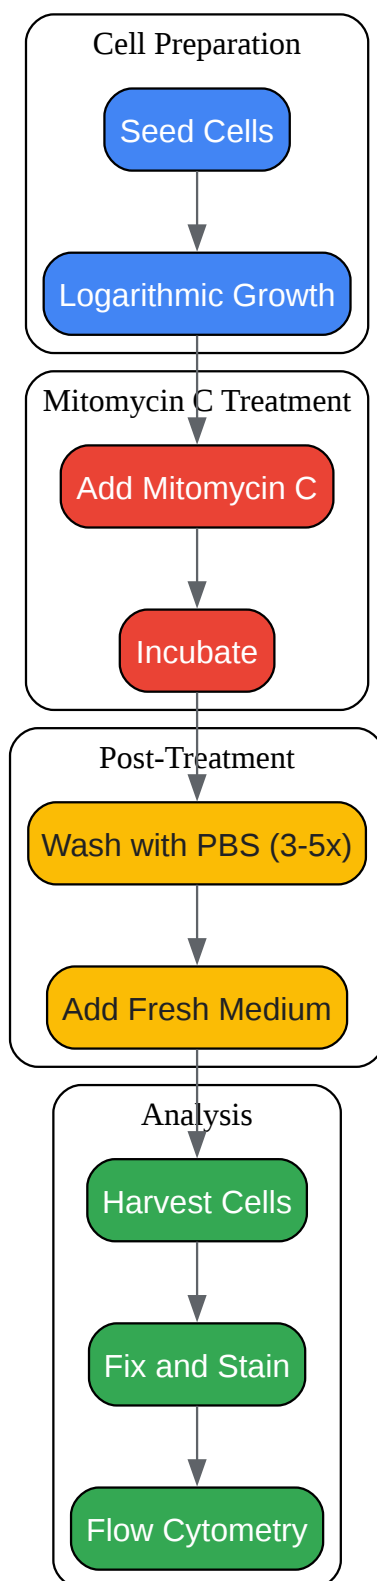 Cell Preparation
Seed Cells
Logarithmic Growth
Mitomycin C Treatment
Add Mitomycin C
Incubate
Post-Treatment
Wash with PBS (3-5x)
Add Fresh Medium
Analysis
Harvest Cells
Fix and Stain
Flow Cytometry